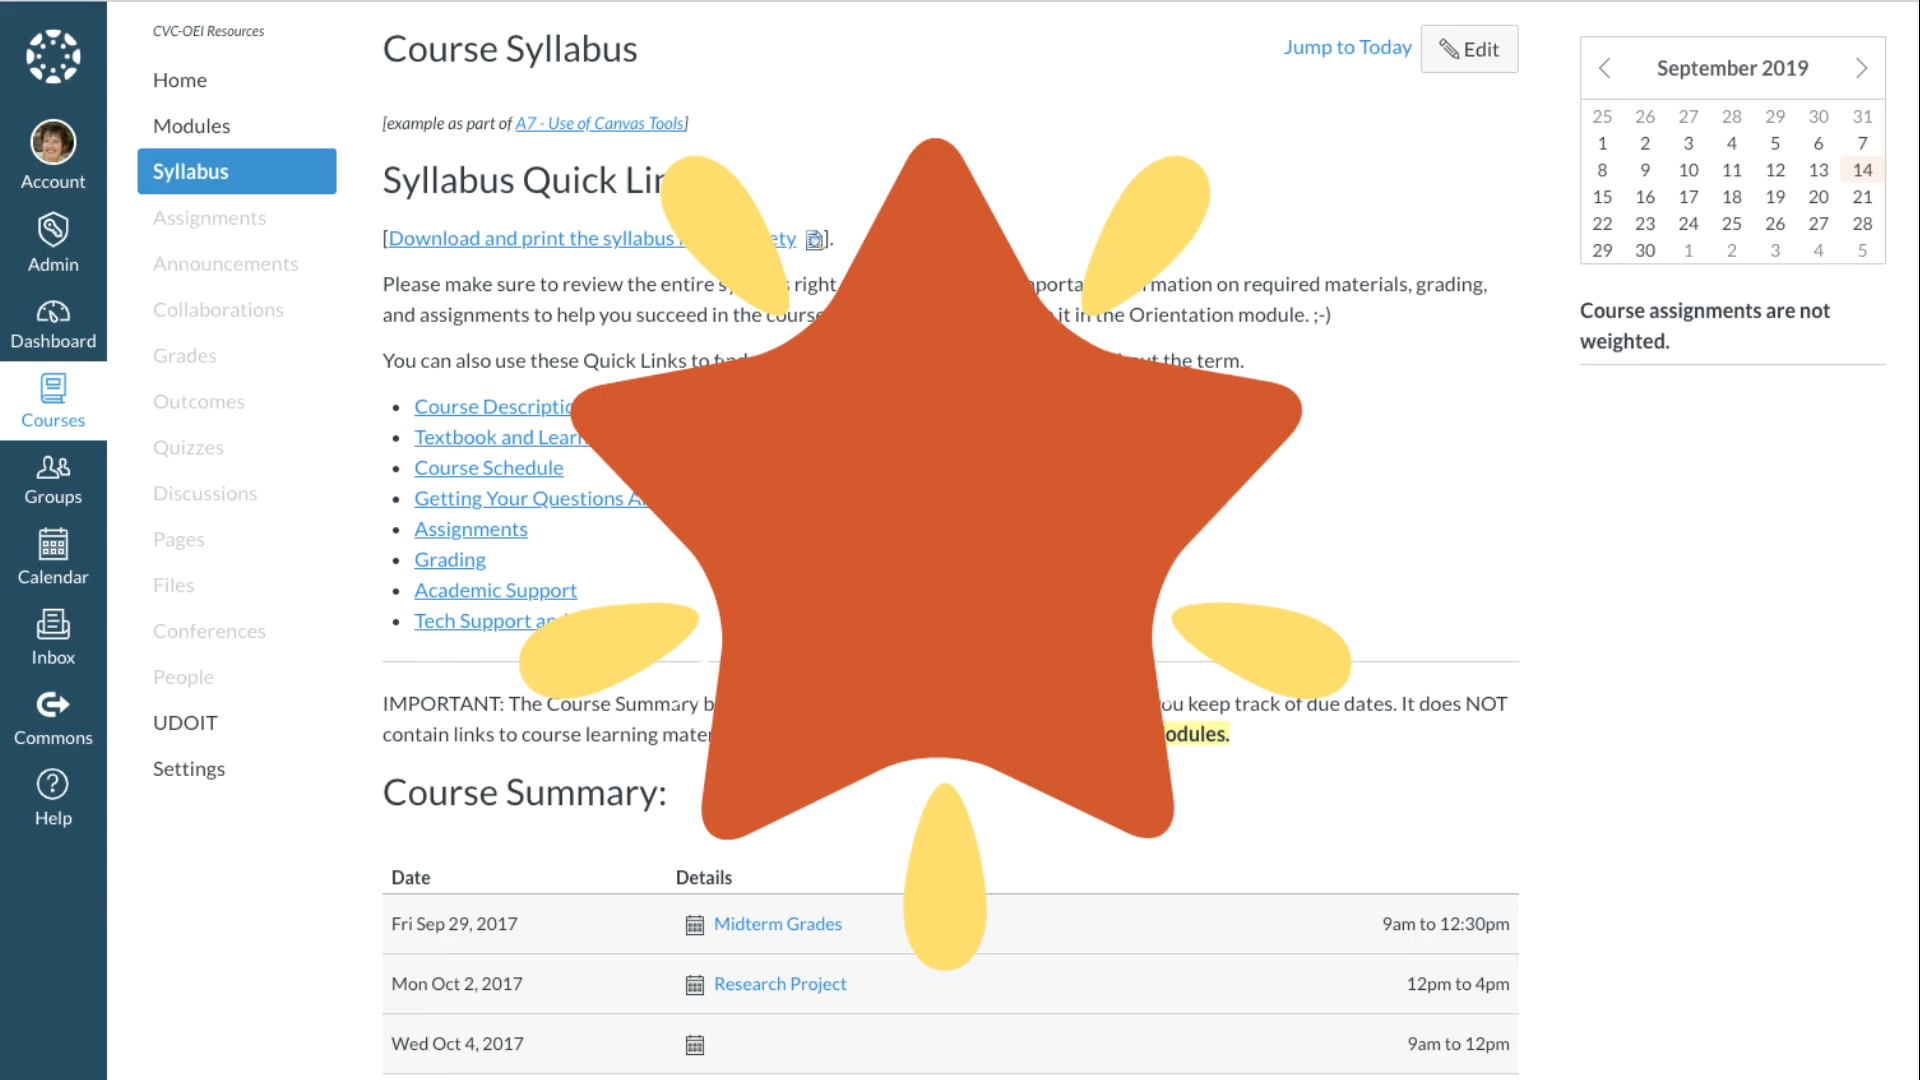 CVC-OEI Resources
Home
Modules
Syllabus
Assignments
Announcements
Collaborations
Grades
Outcomes
Quizzes
Discussions
Pages
Files
Conferences
People
UDOIT
Settings
Account
Admin
Dashboard
Courses
Groups
Calendar
Inbox
Commons
Help
Course Syllabus
Jump to Today
Edit
[example as part of A7 - Use of Canvas Tools]
Syllabus Quick
[Download and print the syllabus ].
Please make sure to review the entire right on required materials, grading,
and assignments to help you succeed in the it in the Orientation module. ;-)
You can also use these Quick Links to the term.
• Course
• Textbook and
• Course Schedule
• Getting Your Questions
• Assignments
• Grading
• Academic Support
• Tech Support
IMPORTANT: The Course Summary keep track of due dates. It does NOT
contain links to course learning
Course Summary:
Date Details
Fri Sep 29, 2017 Midterm Grades 9am to 12:30pm
Mon Oct 2, 2017 Research Project 12pm to 4pm
Wed Oct 4, 2017 9am to 12pm
September 2019
25 26 27 28 29 30 31
1 2 3 4 5 6 7
8 9 10 11 12 13 14
15 16 17 18 19 20 21
22 23 24 25 26 27 28
29 30 1 2 3 4 5
Course assignments are not
weighted.